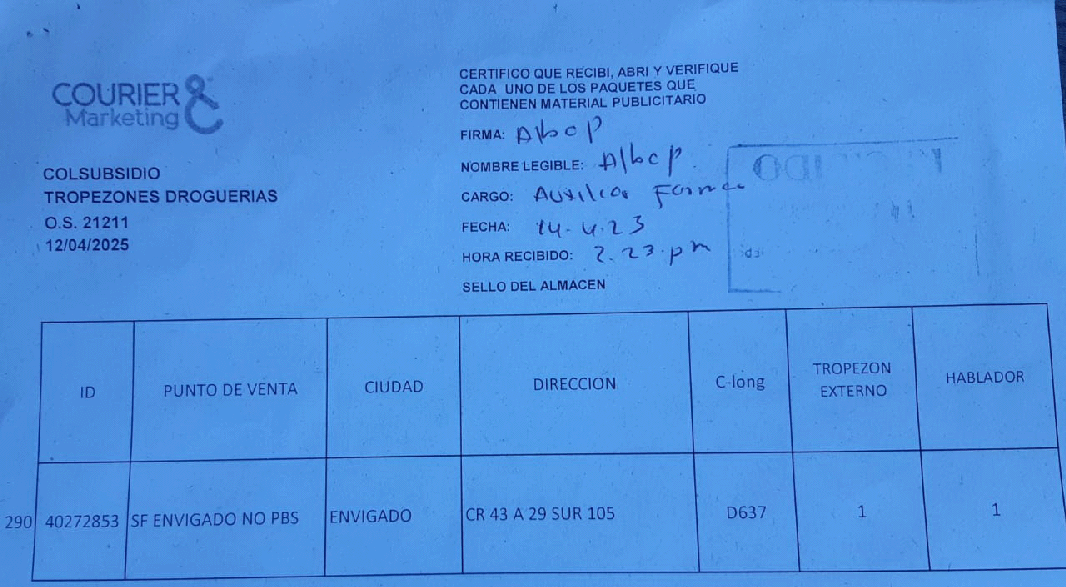 COURIER &
Marketing
COLSUBSIDIO
TROPEZONES DROGUERIAS
O.S. 21211
12/04/2025
CERTIFICO QUE RECIBI, ABRI Y VERIFIQUE
CADA UNO DE LOS PAQUETES QUE
CONTIENEN MATERIAL PUBLICITARIO
FIRMA:
NOMBRE LEGIBLE:
CARGO: Auxiliar
FECHA: 14-4-23
HORA RECIBIDO: 2.23.pm
SELLO DEL ALMACEN
ID PUNTO DE VENTA CIUDAD DIRECCION C-long TROPEZON EXTERNO HABLADOR
290 40272853 SF ENVIGADO NO PBS ENVIGADO CR 43 A 29 SUR 105 D637 1 1